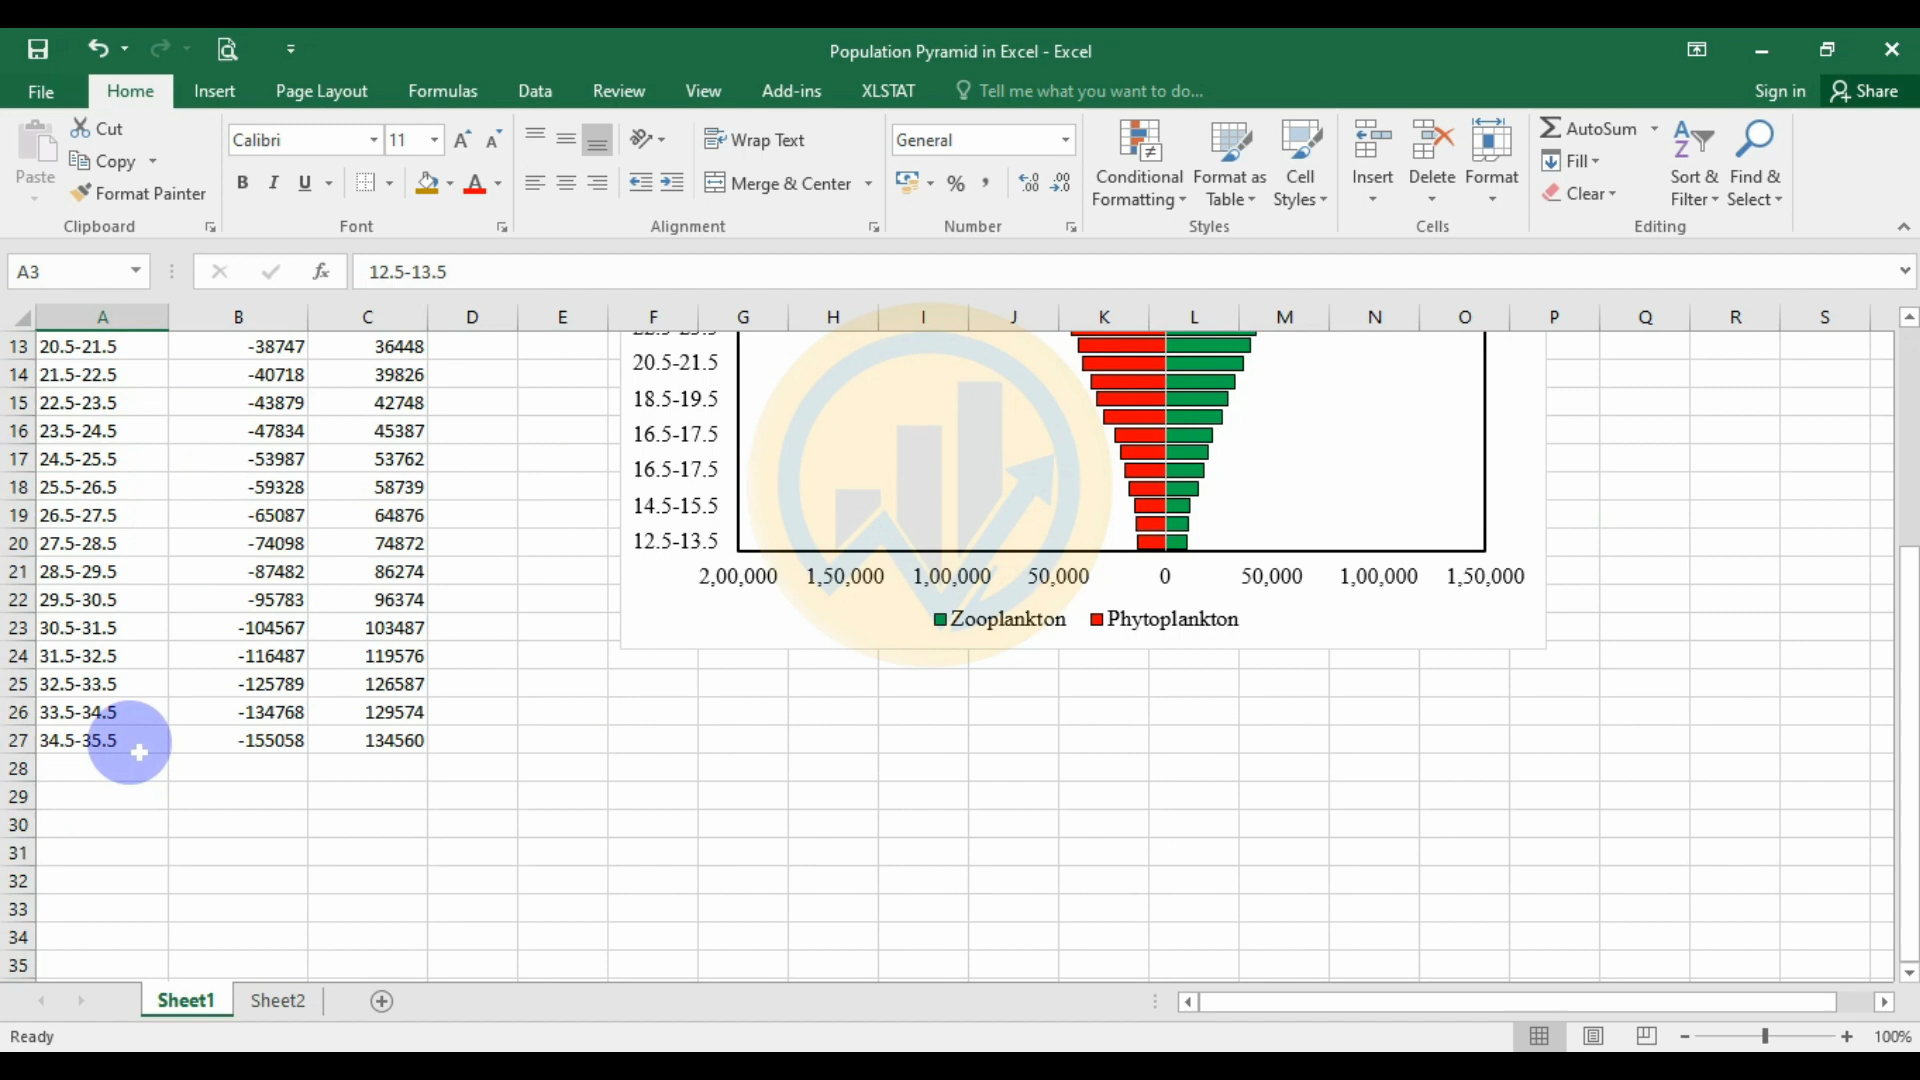 Population Pyramid in Excel - Excel
File Home Insert Page Layout Formulas Data Review View Add-ins XLSTAT Tell me what you want to do... Sign in Share
Paste Cut Copy Format Painter Clipboard
Calibri 11 B I U A Font
Wrap Text Merge & Center Alignment
General % Number
Conditional Formatting Format as Table Cell Styles Styles
Insert Delete Format Cells
AutoSum Fill Clear Sort & Filter Find & Select Editing
A3 fx 12.5-13.5
A B C D E F G H I J K L M N O P Q R S
13 20.5-21.5 -38747 36448
14 21.5-22.5 -40718 39826
15 22.5-23.5 -43879 42748
16 23.5-24.5 -47834 45387
17 24.5-25.5 -53987 53762
18 25.5-26.5 -59328 58739
19 26.5-27.5 -65087 64876
20 27.5-28.5 -74098 74872
21 28.5-29.5 -87482 86274
22 29.5-30.5 -95783 96374
23 30.5-31.5 -104567 103487
24 31.5-32.5 -116487 119576
25 32.5-33.5 -125789 126587
26 33.5-34.5 -134768 129574
27 34.5-35.5 -155058 134560
28
29
30
31
32
33
34
35
20.5-21.5
18.5-19.5
16.5-17.5
16.5-17.5
14.5-15.5
12.5-13.5
2,00,000 1,50,000 1,00,000 50,000 0 50,000 1,00,000 1,50,000
Zooplankton Phytoplankton
Sheet1 Sheet2
Ready 100%